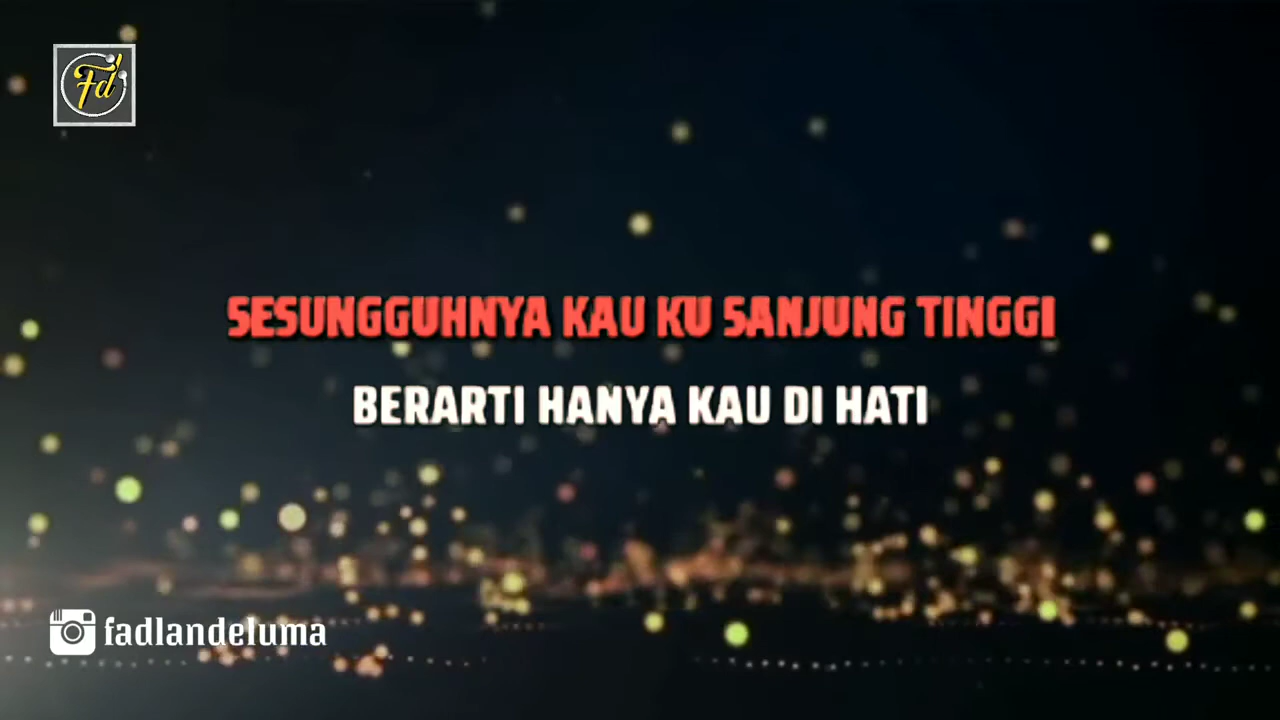 Fd
SESUNGGUHNYA KAU KU SANJUNG TINGGI
BERARTI HANYA KAU DI HATI
fadlandeluma